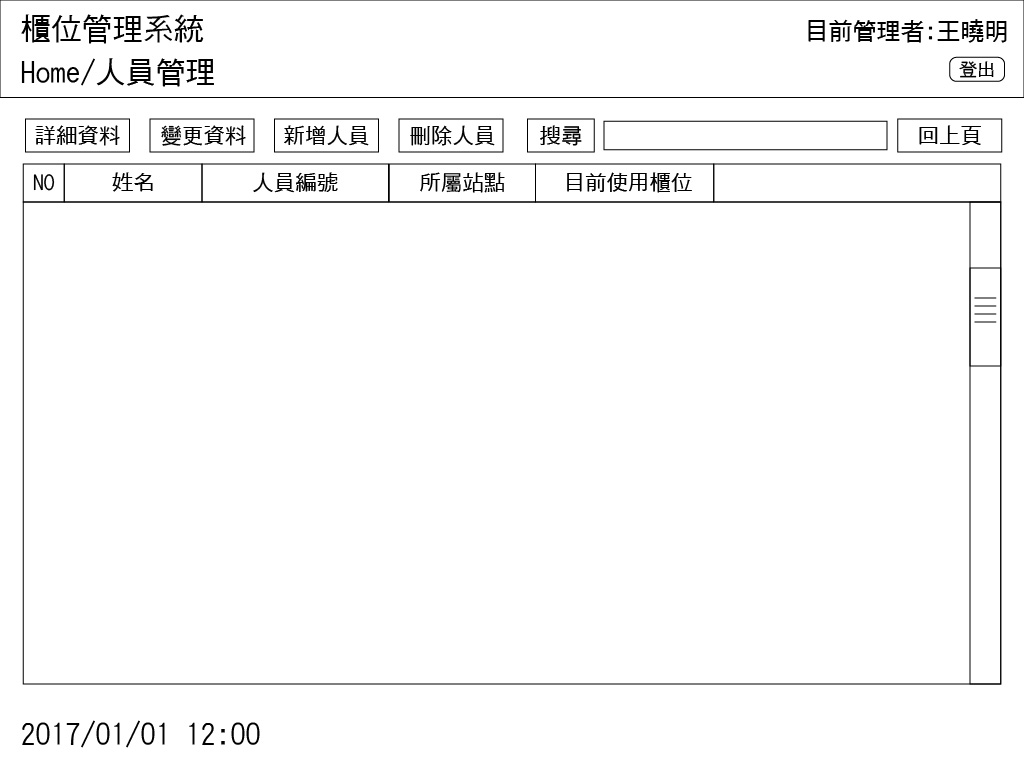 櫃位管理系統
目前管理者:王曉明
Home/人員管理
登出
詳細資料 變更資料 新增人員 刪除人員 搜尋 回上頁
NO 姓名 人員編號 所屬站點 目前使用櫃位
2017/01/01 12:00